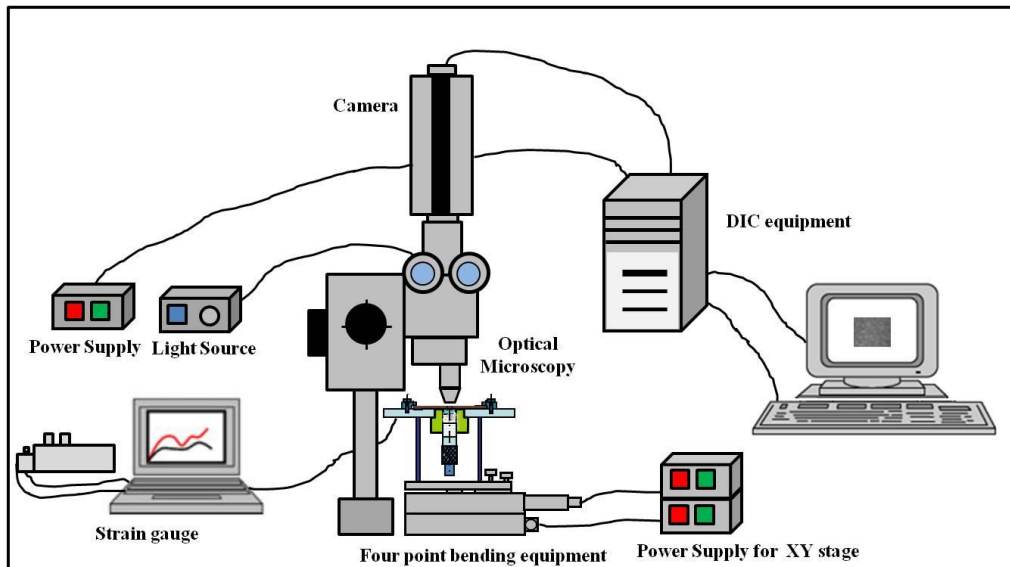 Camera
DIC equipment
Power Supply
Light Source
Optical
Microscopy
Strain gauge
Four point bending equipment
Power Supply for XY stage